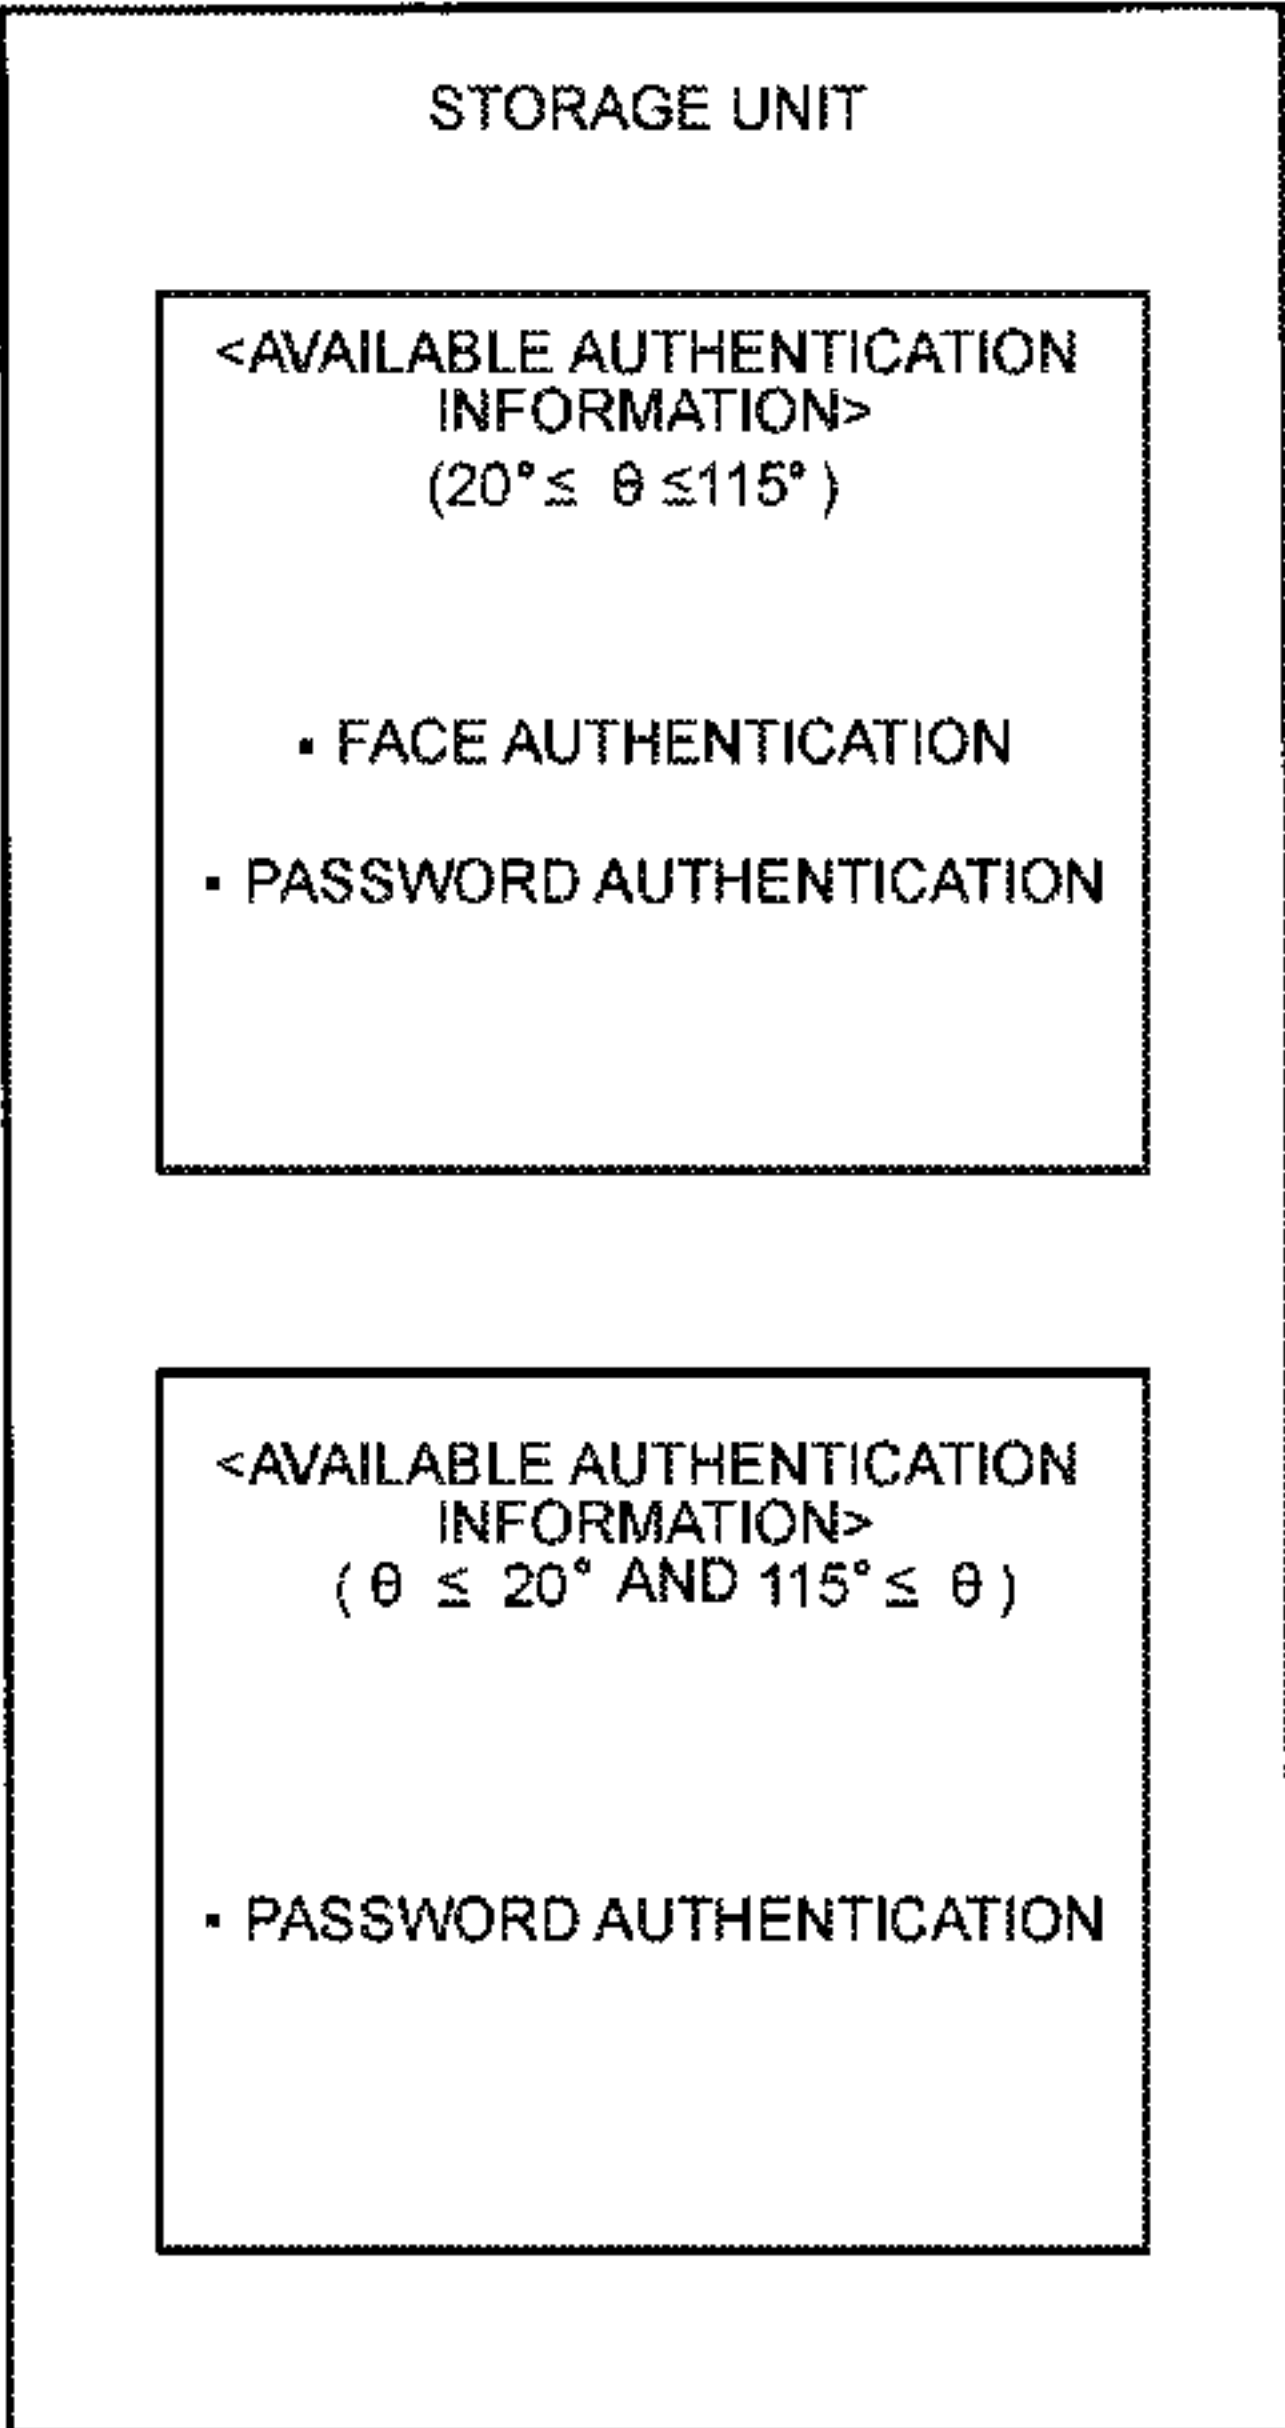 STORAGE UNIT
<AVAILABLE AUTHENTICATION
INFORMATION>
(20°≦ θ ≦115° )
▪ FACE AUTHENTICATION
▪ PASSWORD AUTHENTICATION
<AVAILABLE AUTHENTICATION
INFORMATION>
( θ ≦ 20° AND 115°≦ θ )
▪ PASSWORD AUTHENTICATION